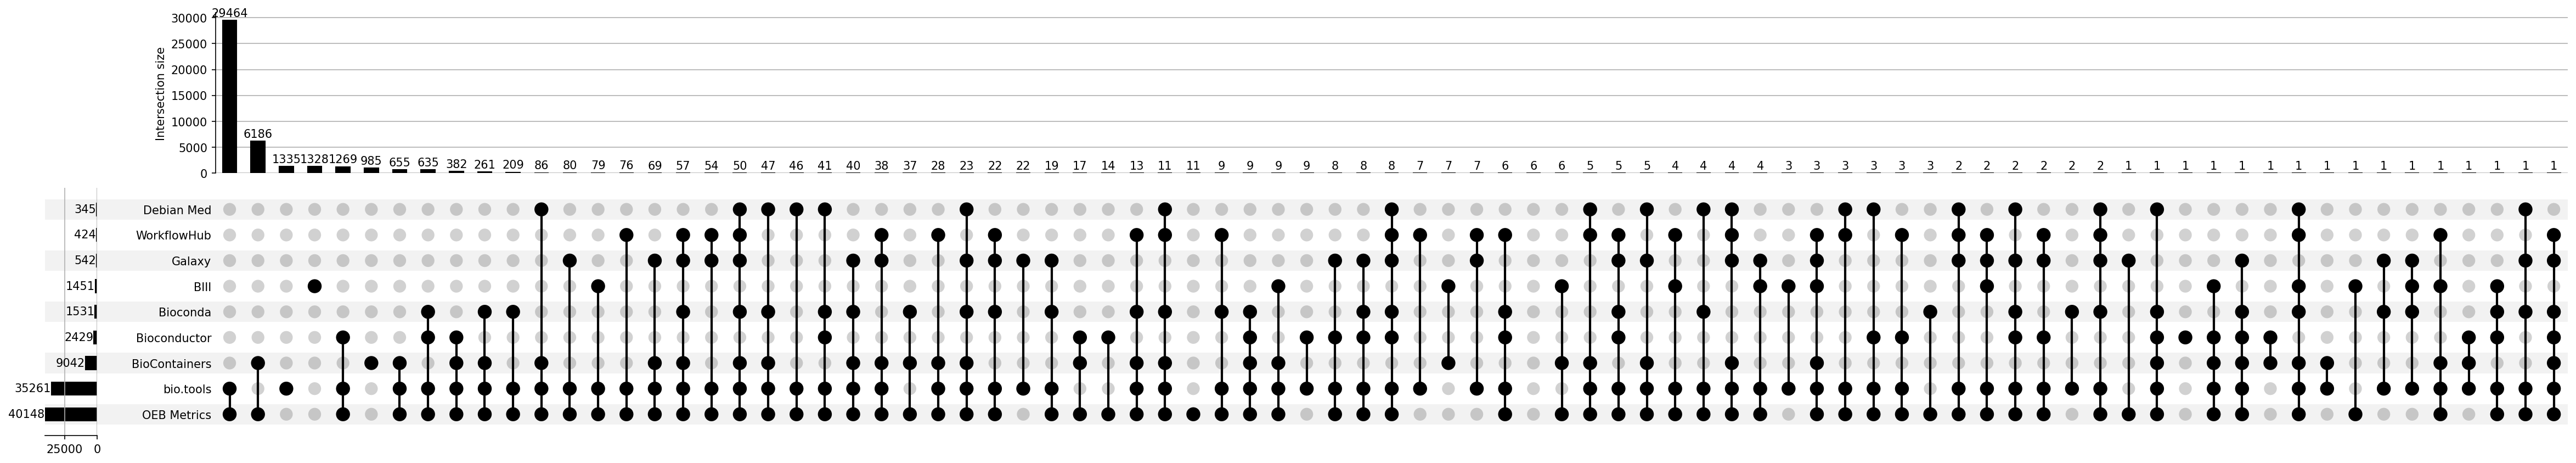 30000
25000
20000
15000
10000
5000
0
Intersection size
29464 6186 1335 1328 1269 985 655 635 382 261 209 86 80 79 76 69 57 54 50 47 46 41 40 38 37 28 23 22 22 19 17 14 13 11 11 9 9 9 9 8 8 8 7 7 7 6 6 6 5 5 5 4 4 4 4 3 3 3 3 3 3 2 2 2 2 2 2 1 1 1 1 1 1 1 1 1 1 1 1 1 1 1 1
345 Debian Med
424 WorkflowHub
542 Galaxy
1451 BIII
1531 Bioconda
2429 Bioconductor
9042 BioContainers
35261 bio.tools
40148 OEB Metrics
25000 0